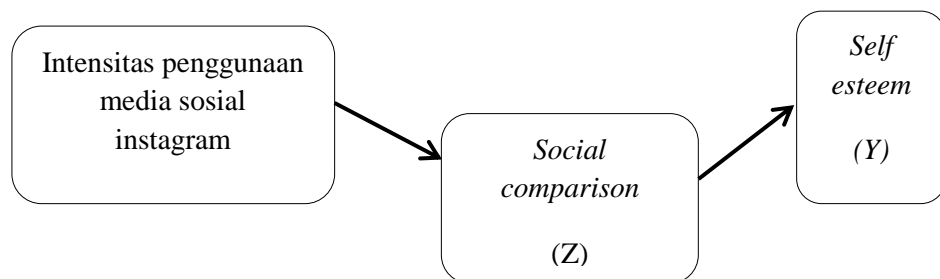 Intensitas penggunaan
media sosial
instagram
Social
comparison
(Z)
Self
esteem
(Y)